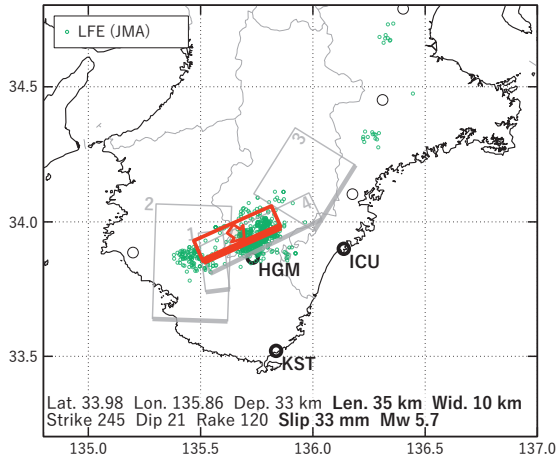 LFE (JMA)
34.5
3
2
4
34.0
1
HGM
ICU
33.5
KST
Lat. 33.98 Lon. 135.86 Dep. 33 km Len. 35 km Wid. 10 km
Strike 245 Dip 21 Rake 120 Slip 33 mm Mw 5.7
135.0 135.5 136.0 136.5 137.0